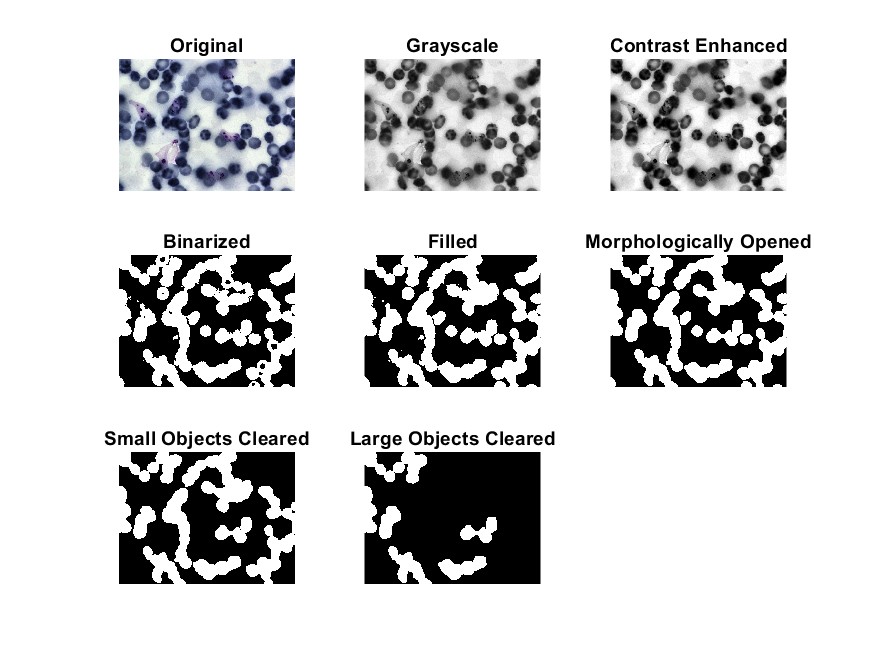 Original
Grayscale
Contrast Enhanced
Binarized
Filled
Morphologically Opened
Small Objects Cleared
Large Objects Cleared